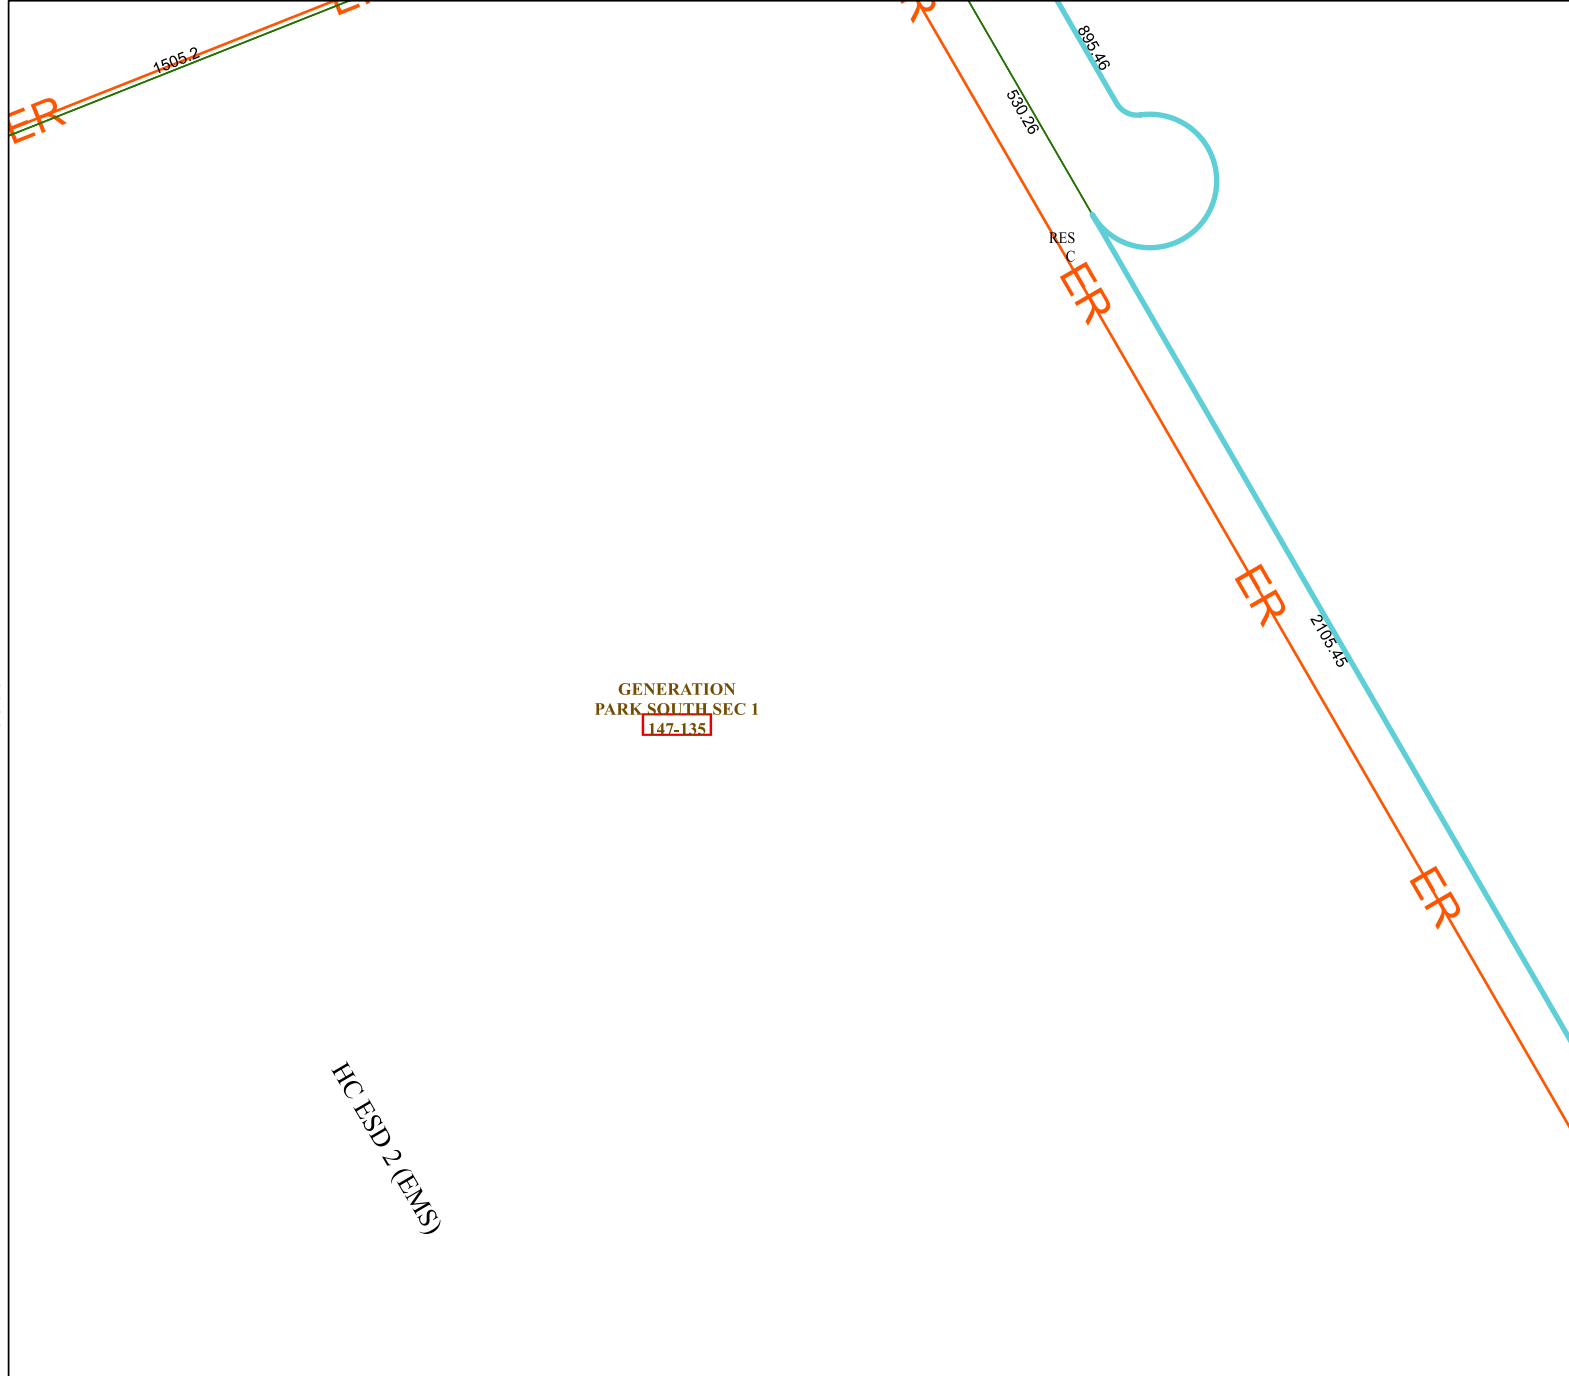 1505.2
895.46
530.26
ER
RES
C
ER
ER
2105.45
GENERATION
PARK SOUTH SEC 1
147-135
ER
HC ESD 2 (EMS)